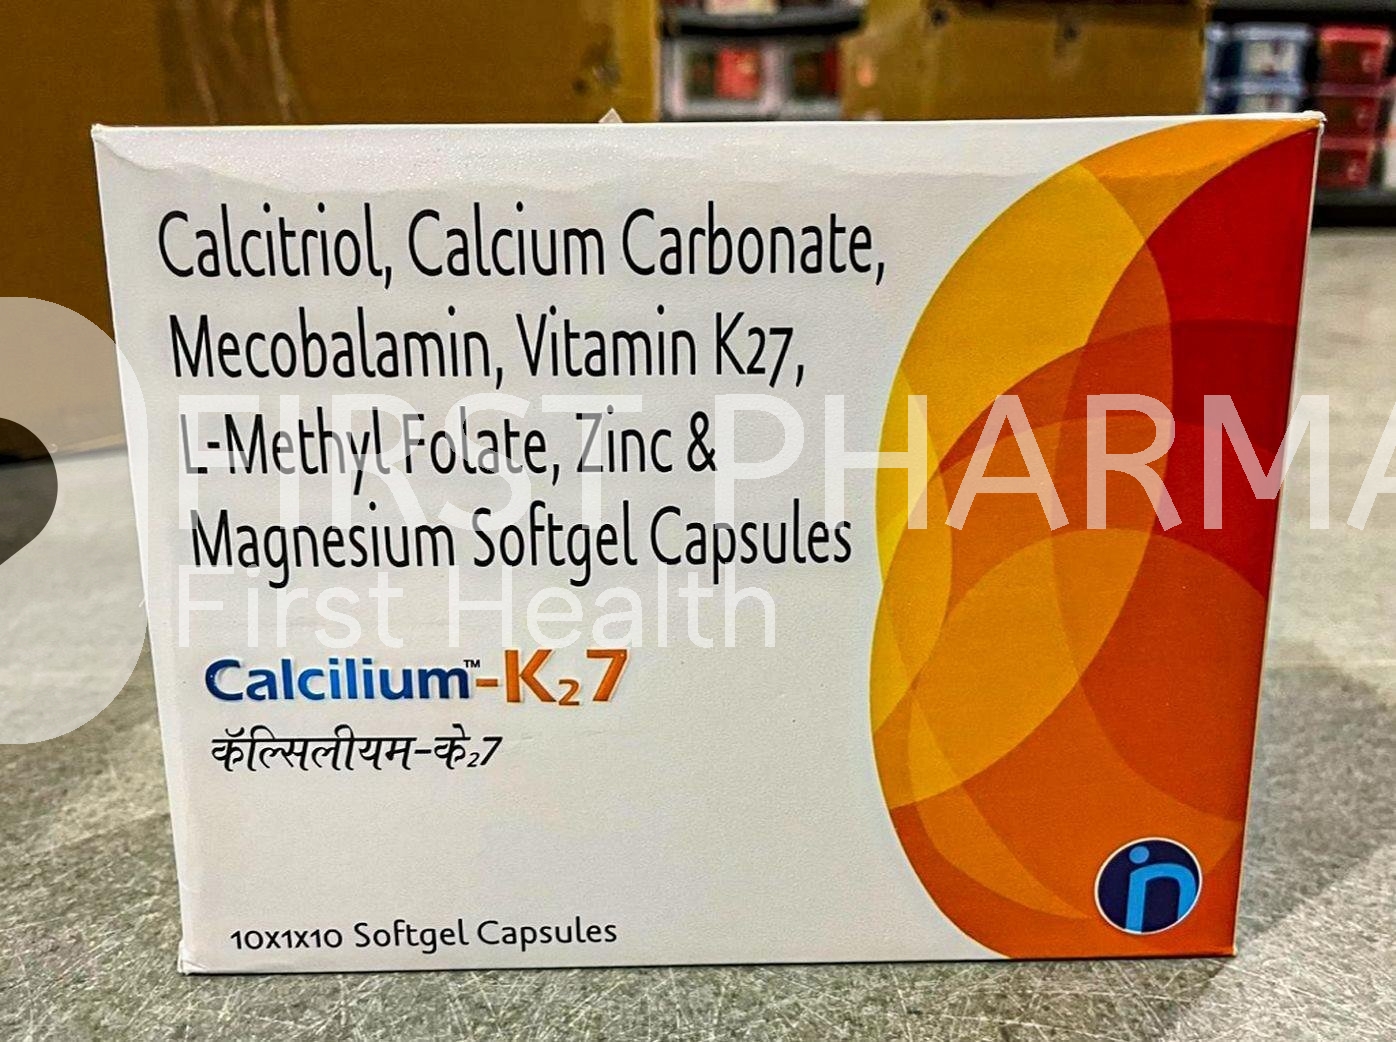 Calcitriol, Calcium Carbonate,
Mecobalamin, Vitamin K27,
L-Methyl Folate, Zinc &
Magnesium Softgel Capsules
FIRST PHARMA
First Health
Calcilium™-K₂7
कॅल्सिलीयम-के₂7
10x1x10 Softgel Capsules
in